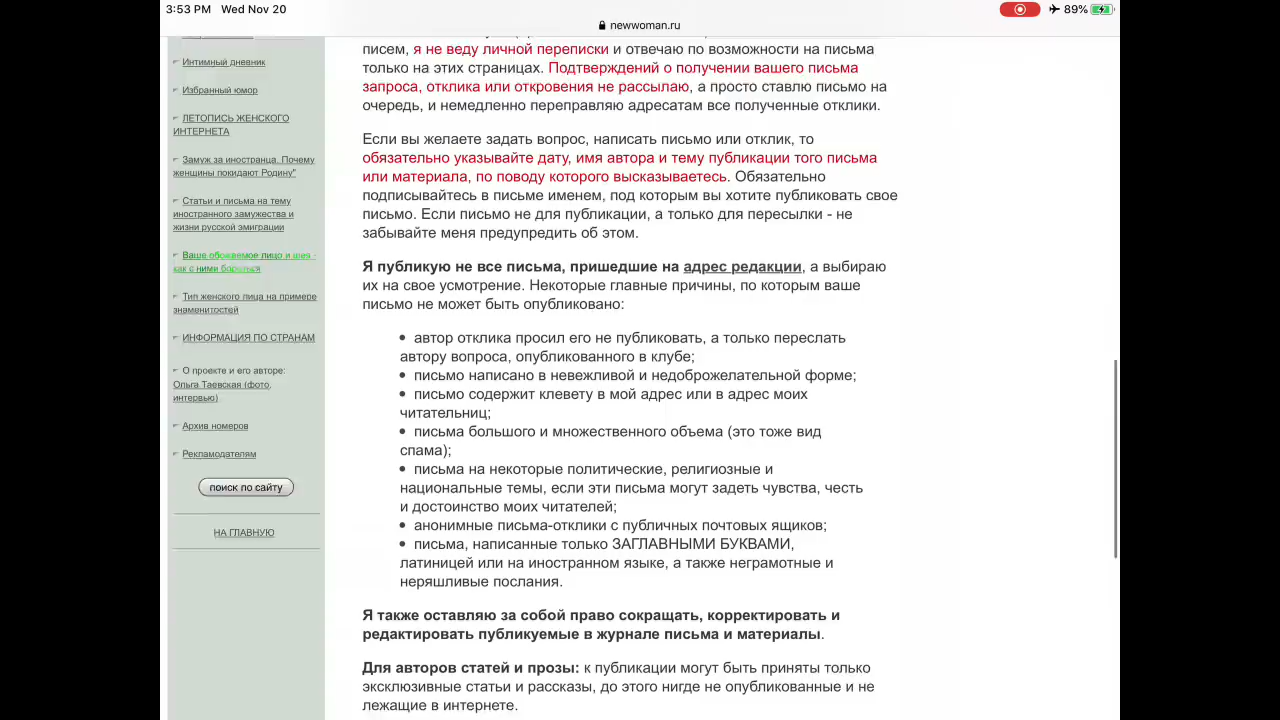 3:53 PM Wed Nov 20
89%
newwoman.ru
Интимный дневник
Избранный юмор
ЛЕТОПИСЬ ЖЕНСКОГО
ИНТЕРНЕТА
Замуж за иностранца. Почему
женщины покидают Родину"
Статьи и письма на тему
иностранного замужества и
жизни русской эмиграции
Ваше обожаемое лицо и шея -
как с ними бороться
Тип женского лица на примере
знаменитостей
ИНФОРМАЦИЯ ПО СТРАНАМ
О проекте и его авторе:
Ольга Таевская (фото,
интервью)
Архив номеров
Рекламодателям
поиск по сайту
НА ГЛАВНУЮ
писем, я не веду личной переписки и отвечаю по возможности на письма
только на этих страницах. Подтверждений о получении вашего письма
запроса, отклика или откровения не рассылаю, а просто ставлю письмо на
очередь, и немедленно переправляю адресатам все полученные отклики.
Если вы желаете задать вопрос, написать письмо или отклик, то
обязательно указывайте дату, имя автора и тему публикации того письма
или материала, по поводу которого высказываетесь. Обязательно
подписывайтесь в письме именем, под которым вы хотите публиковать свое
письмо. Если письмо не для публикации, а только для пересылки - не
забывайте меня предупредить об этом.
Я публикую не все письма, пришедшие на адрес редакции, а выбираю
их на свое усмотрение. Некоторые главные причины, по которым ваше
письмо не может быть опубликовано:
• автор отклика просил его не публиковать, а только переслать
автору вопроса, опубликованного в клубе;
• письмо написано в невежливой и недоброжелательной форме;
• письмо содержит клевету в мой адрес или в адрес моих
читательниц;
• письма большого и множественного объема (это тоже вид
спама);
• письма на некоторые политические, религиозные и
национальные темы, если эти письма могут задеть чувства, честь
и достоинство моих читателей;
• анонимные письма-отклики с публичных почтовых ящиков;
• письма, написанные только ЗАГЛАВНЫМИ БУКВАМИ,
латиницей или на иностранном языке, а также неграмотные и
неряшливые послания.
Я также оставляю за собой право сокращать, корректировать и
редактировать публикуемые в журнале письма и материалы.
Для авторов статей и прозы: к публикации могут быть приняты только
эксклюзивные статьи и рассказы, до этого нигде не опубликованные и не
лежащие в интернете.